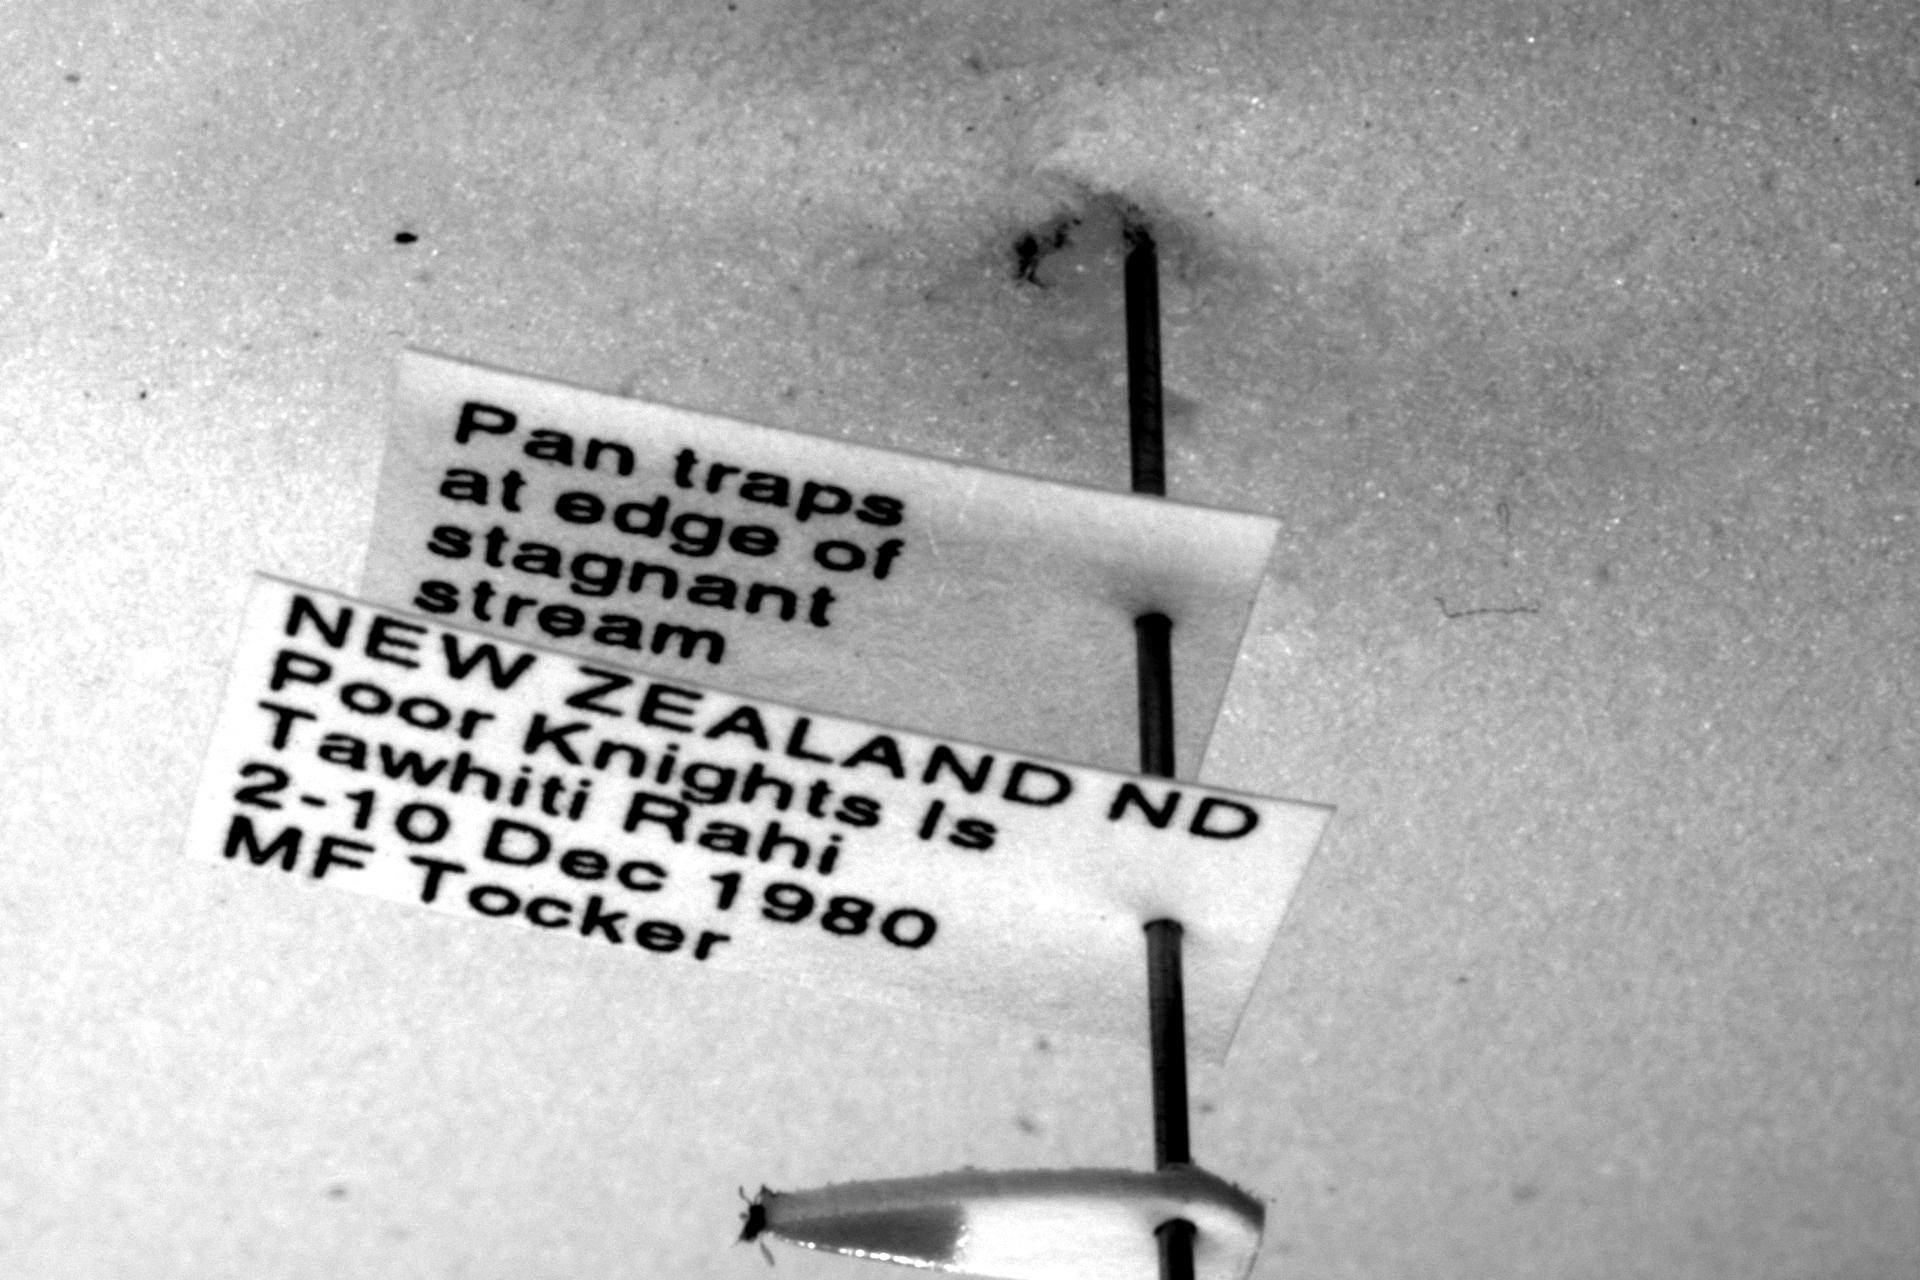 Pan traps
at edge of
stagnant
stream
NEW ZEALAND ND
Poor Knights Is
Tawhiti Rahi
2-10 Dec 1980
MF Tocker